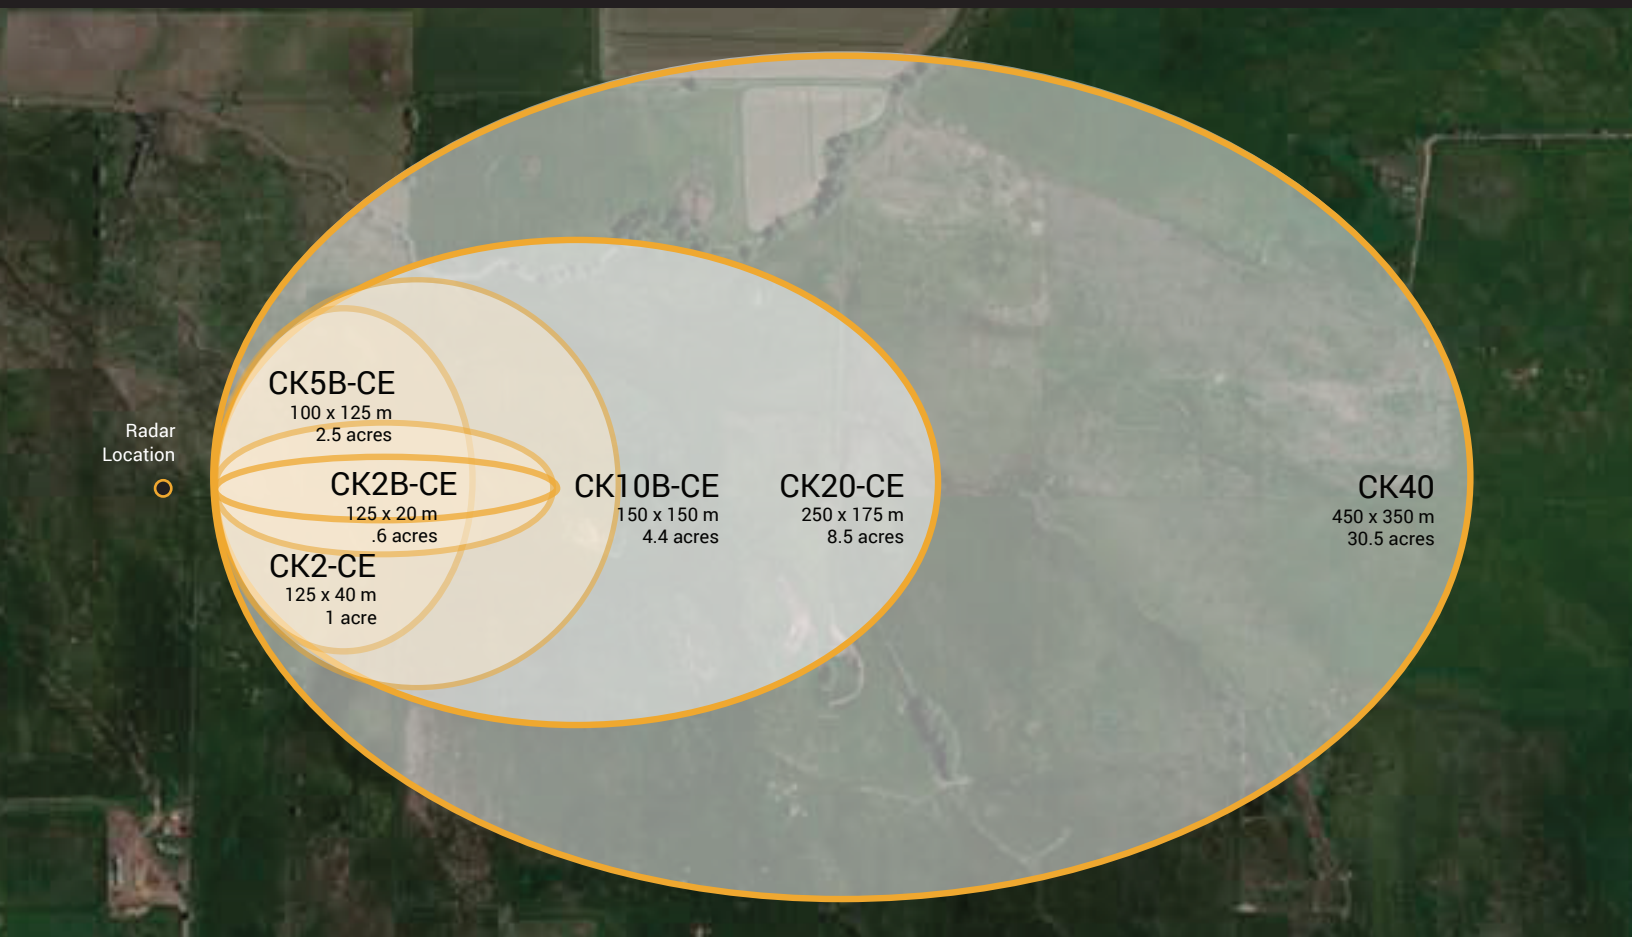 CK5B-CE
100 x 125 m
2.5 acres
Radar
Location
CK2B-CE
125 x 20 m
.6 acres
CK10B-CE
150 x 150 m
4.4 acres
CK20-CE
250 x 175 m
8.5 acres
CK40
450 x 350 m
30.5 acres
CK2-CE
125 x 40 m
1 acre